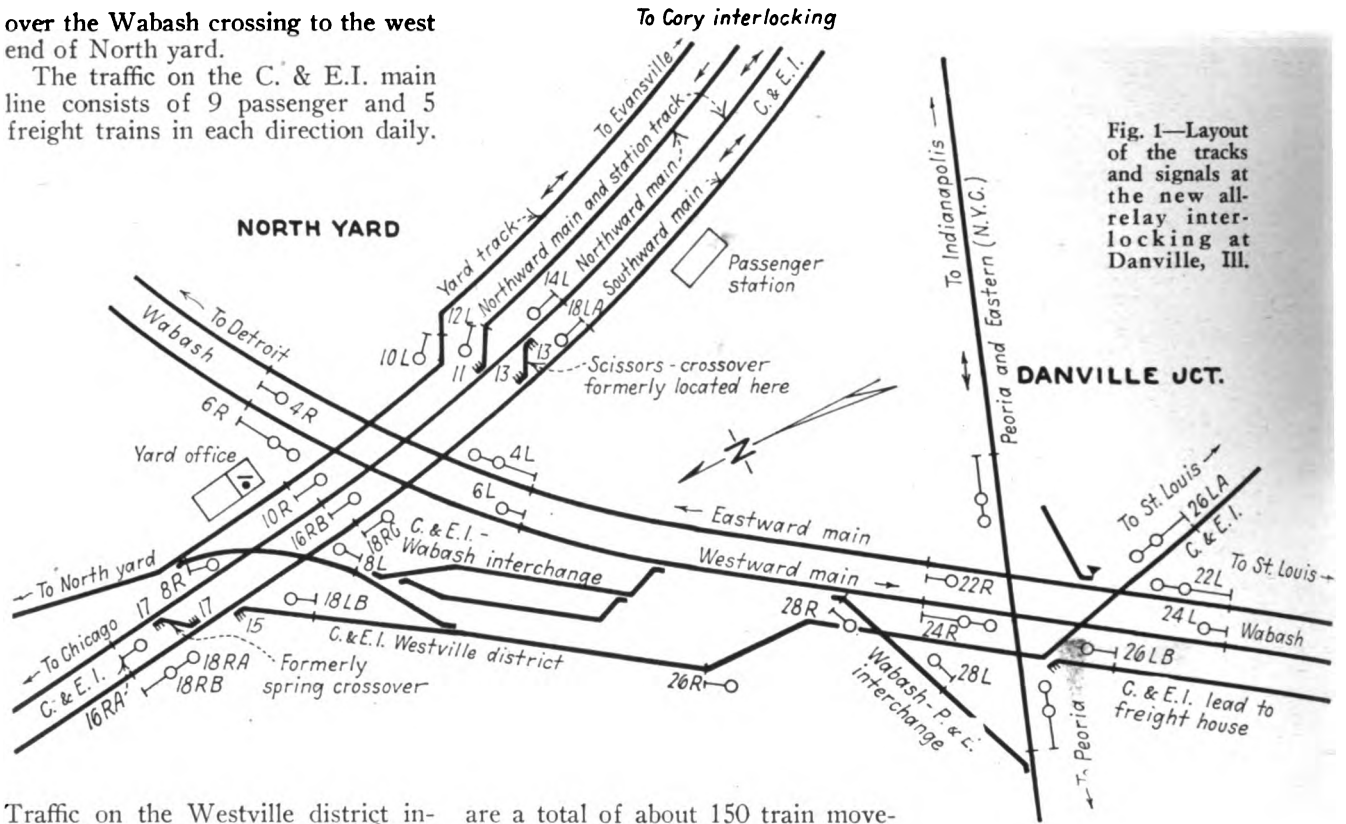 over the Wabash crossing to the west
end of North yard.
The traffic on the C. & E.I. main
line consists of 9 passenger and 5
freight trains in each direction daily.
To Cory interlocking
NORTH YARD
To Evansville
Yard track
Northward main and station track
Northward main
Southward main
C. & E.I.
Passenger
station
12L
14L
18LA
10L
11
13
13
Scissors-crossover
formerly located here
To Detroit
Wabash
4R
6R
Yard office
N
4L
6L
10R
16RB
18RC
8L
C. & E.I.-
Wabash interchange
To North yard
8R
17
17
15
18LB
C. & E.I. Westville district
To Chicago
C. & E.I.
16RA
18RA
18RB
Formerly
spring crossover
26R
Eastward main
Westward main
22R
28R
24R
28L
Wabash-P. & E.
interchange
To Indianapolis
Peoria and Eastern (N.Y.C.)
DANVILLE JCT.
To St. Louis
26LA
C. & E.I.
22L
To St. Louis
24L
Wabash
26LB
C. & E.I. lead to
freight house
To Peoria
Fig. 1—Layout
of the tracks
and signals at
the new all-
relay inter-
locking at
Danville, Ill.
Traffic on the Westville district in-
are a total of about 150 train move-